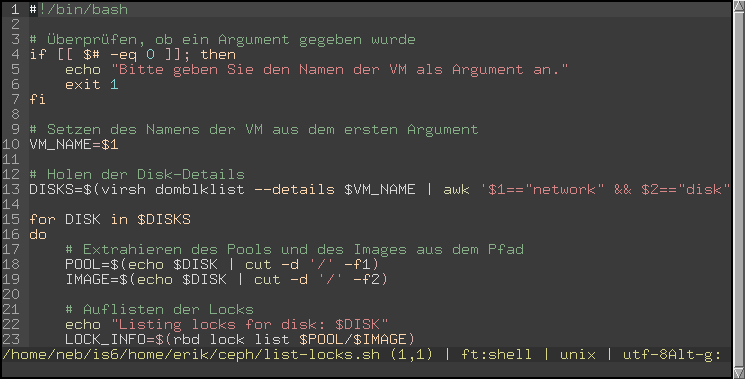 1 #!/bin/bash
2
3 # Überprüfen, ob ein Argument gegeben wurde
4 if [[ $# -eq 0 ]]; then
5     echo "Bitte geben Sie den Namen der VM als Argument an."
6     exit 1
7 fi
8
9 # Setzen des Namens der VM aus dem ersten Argument
10 VM_NAME=$1
11
12 # Holen der Disk-Details
13 DISKS=$(virsh domblklist --details $VM_NAME | awk '$1=="network" && $2=="disk"
14
15 for DISK in $DISKS
16 do
17     # Extrahieren des Pools und des Images aus dem Pfad
18     POOL=$(echo $DISK | cut -d '/' -f1)
19     IMAGE=$(echo $DISK | cut -d '/' -f2)
20
21     # Auflisten der Locks
22     echo "Listing locks for disk: $DISK"
23     LOCK_INFO=$(rbd lock list $POOL/$IMAGE)
/home/neb/is6/home/erik/ceph/list-locks.sh (1,1) | ft:shell | unix | utf-8Alt-g: